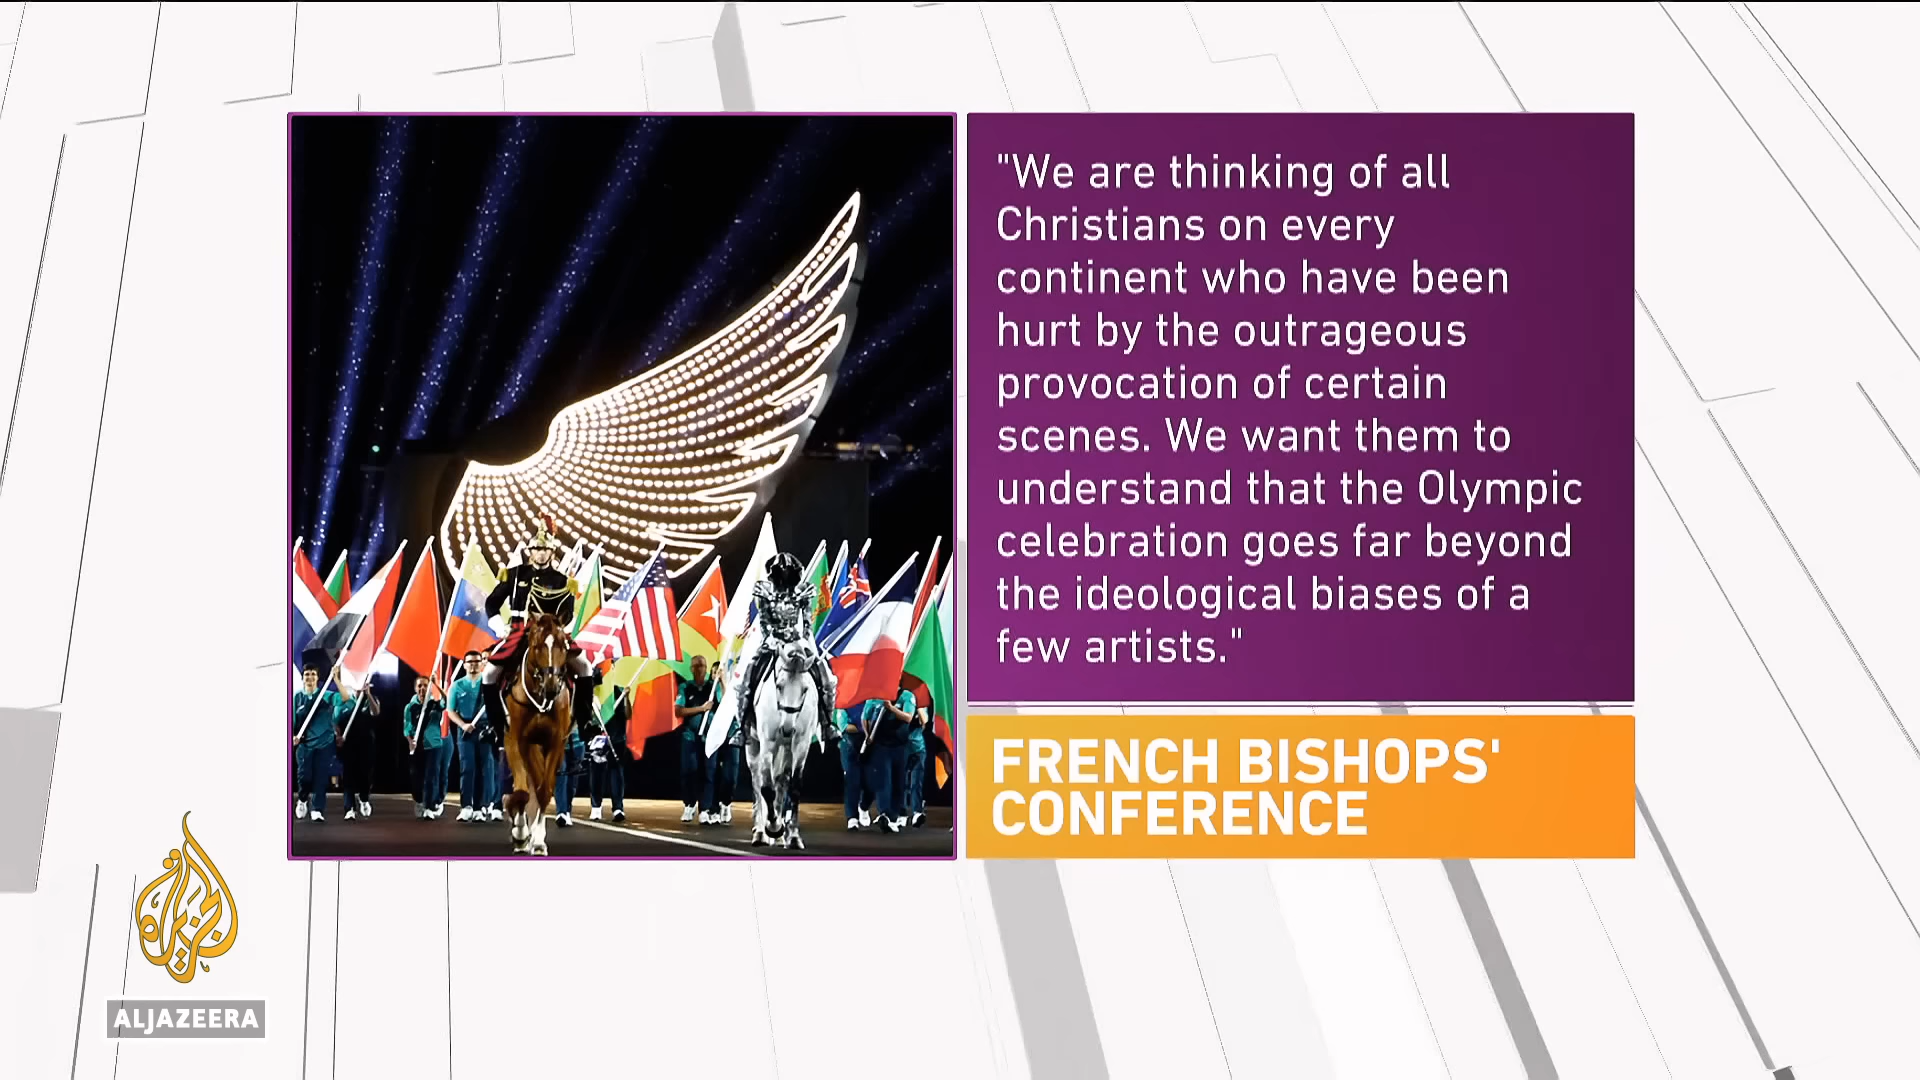 "We are thinking of all
Christians on every
continent who have been
hurt by the outrageous
provocation of certain
scenes. We want them to
understand that the Olympic
celebration goes far beyond
the ideological biases of a
few artists."
FRENCH BISHOPS'
CONFERENCE
الجزيرة
ALJAZEERA